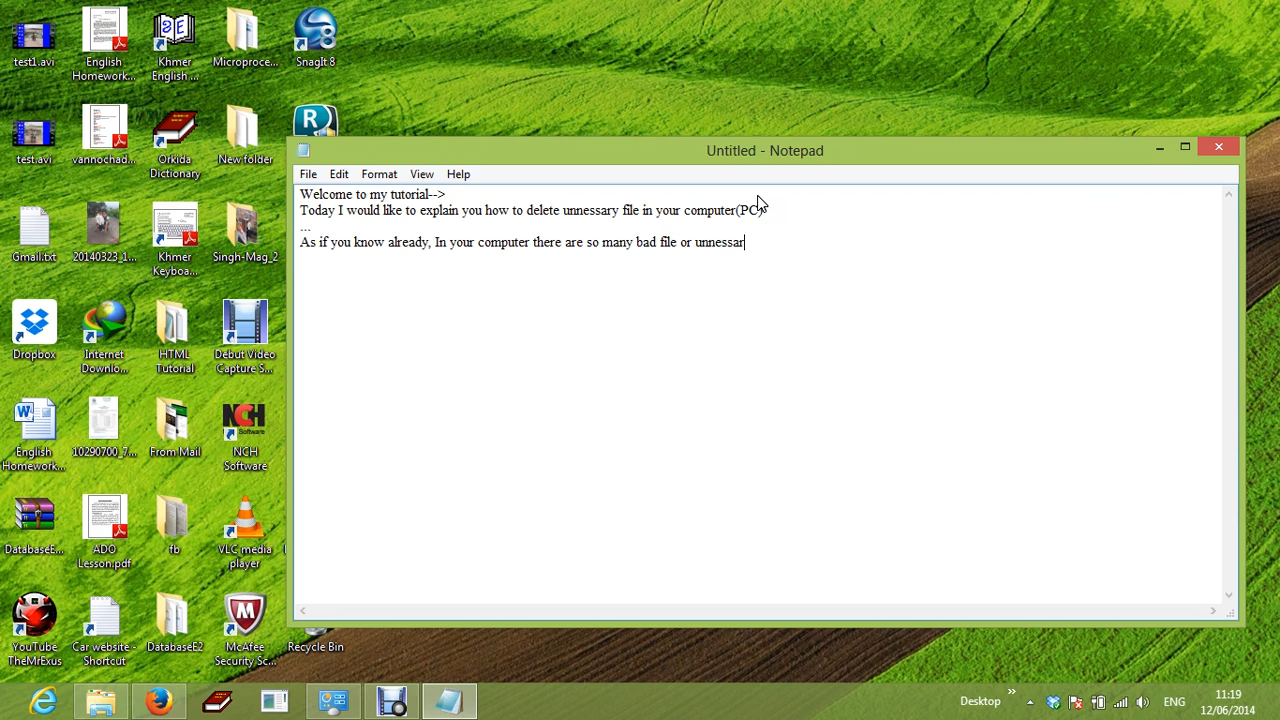 test1.avi
English Homework...
Khmer English ...
Microproce...
SnagIt 8
test.avi
vannochad...
Orkida Dictionary
New folder
R
Untitled - Notepad
File Edit Format View Help
Welcome to my tutorial-->
Today I would like to explain you how to delete unnessary file in your computer(PC)
...
As if you know already, In your computer there are so many bad file or unnessar
Gmail.txt
20140323_1...
Khmer Keyboa...
Singh-Mag_2
Dropbox
Internet Downlo...
HTML Tutorial
Debut Video Capture S...
English Homework...
10290700_7...
From Mail
NCH Software
NCH Software
DatabaseE...
ADO Lesson.pdf
fb
VLC media player
YouTube TheMrExus
Car website - Shortcut
DatabaseE2
McAfee Security Sc...
Recycle Bin
Desktop
ENG
11:19
12/06/2014